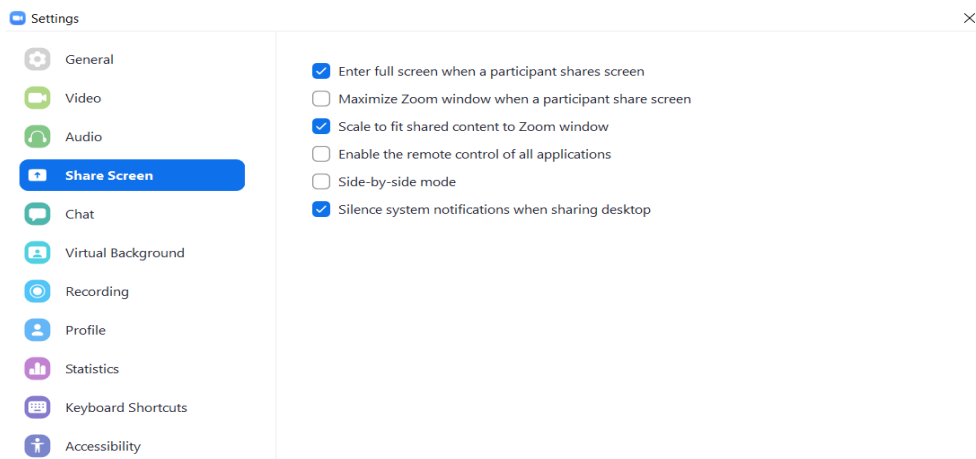 Settings
General
Video
Audio
Share Screen
Chat
Virtual Background
Recording
Profile
Statistics
Keyboard Shortcuts
Accessibility
Enter full screen when a participant shares screen
Maximize Zoom window when a participant share screen
Scale to fit shared content to Zoom window
Enable the remote control of all applications
Side-by-side mode
Silence system notifications when sharing desktop